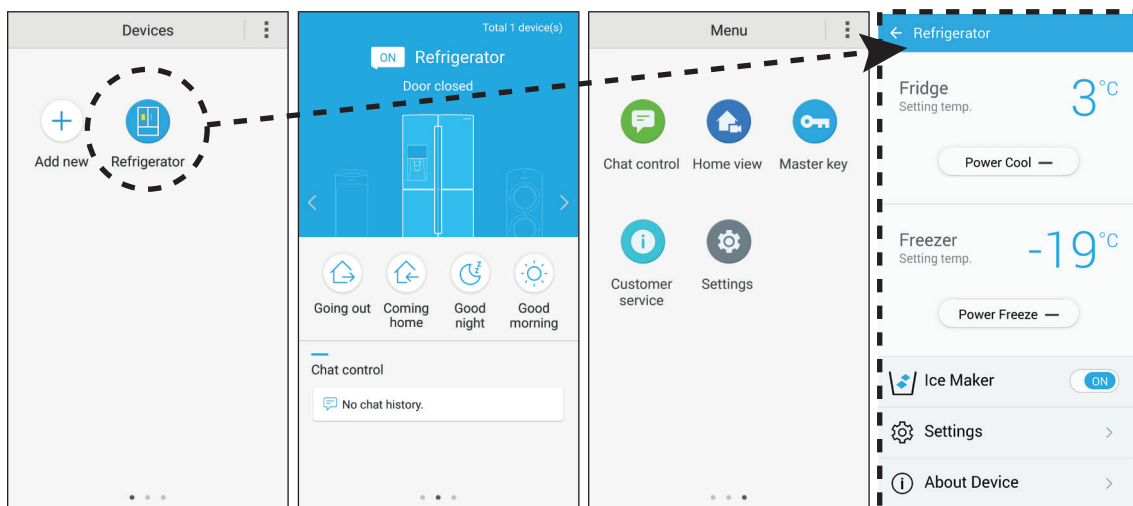 Devices
Add new
Refrigerator
Total 1 device(s)
ON
Refrigerator
Door closed
Going out
Coming
home
Good
night
Good
morning
Chat control
No chat history.
Menu
Chat control
Home view
Master key
Customer
service
Settings
Refrigerator
Fridge
Setting temp.
3°C
Power Cool —
Freezer
Setting temp.
-19°C
Power Freeze —
Ice Maker
ON
Settings
About Device